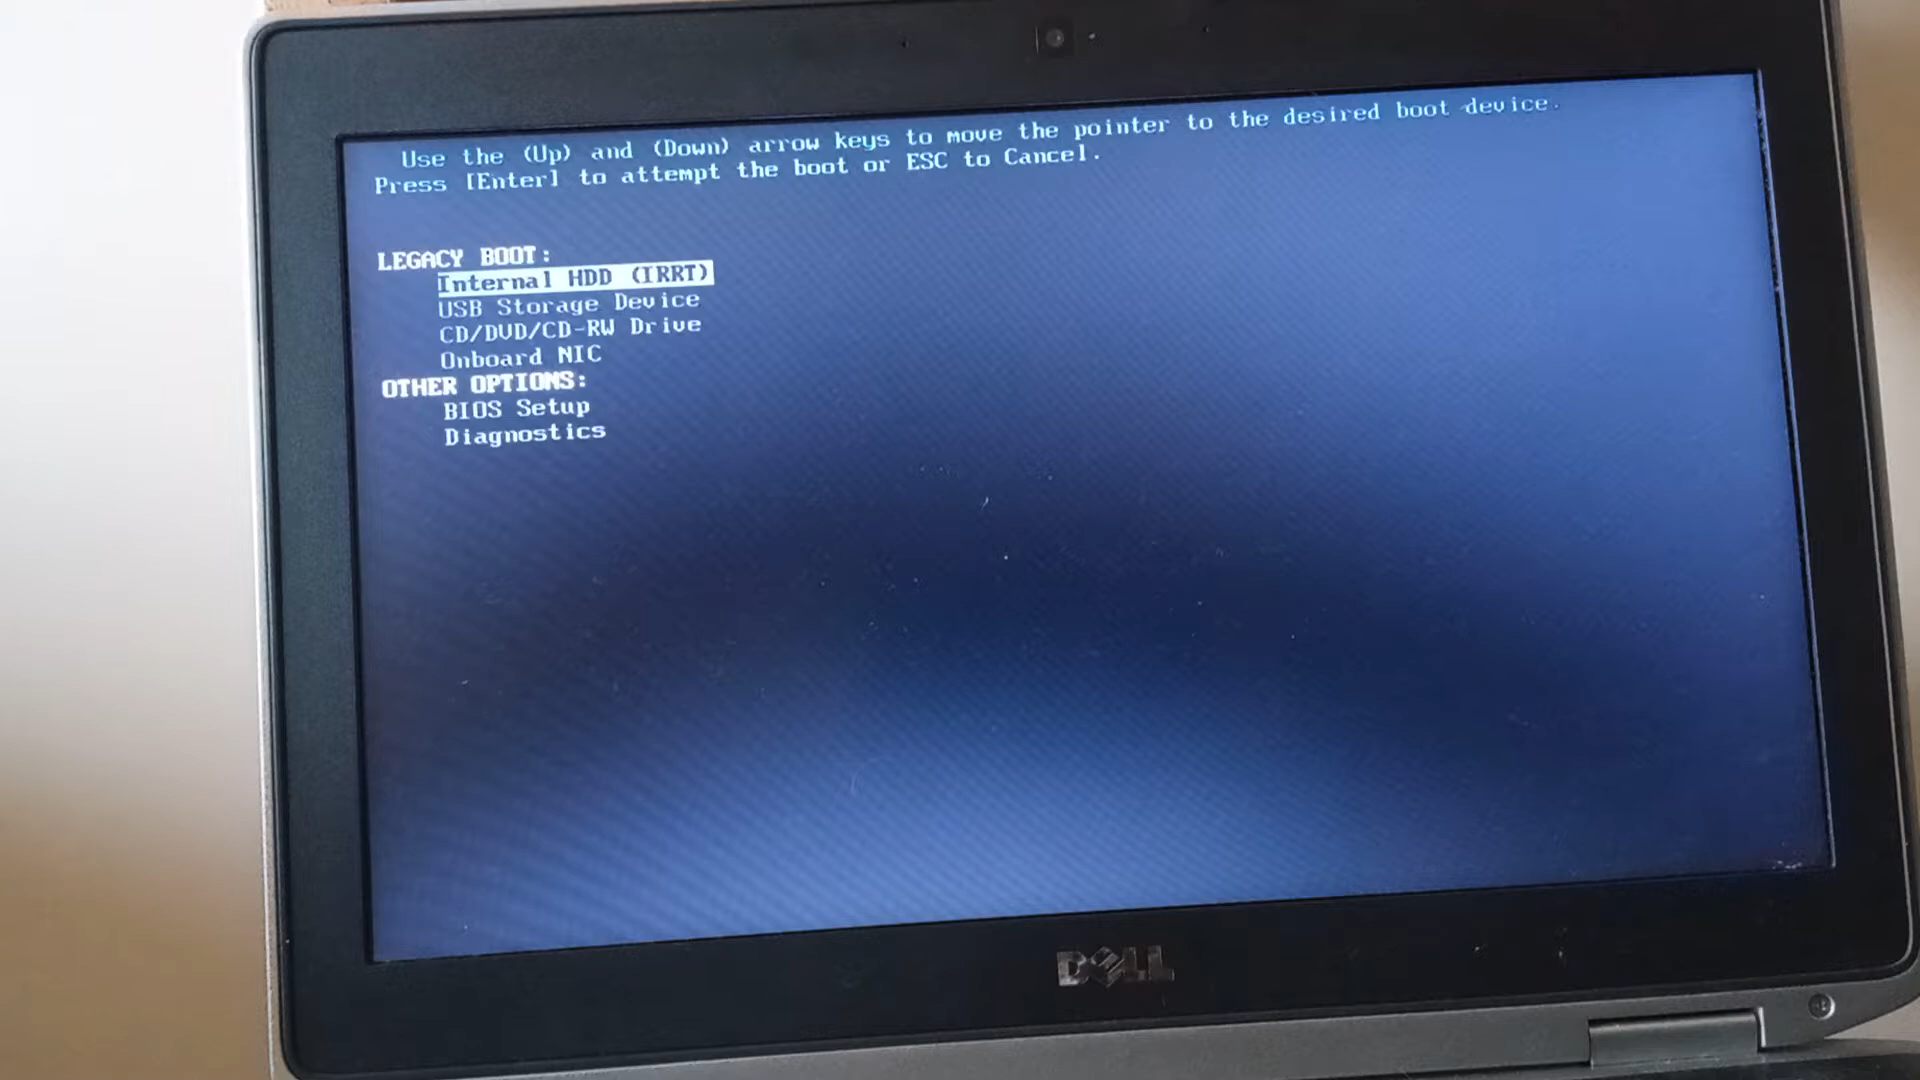 Use the (Up) and (Down) arrow keys to move the pointer to the desired boot device.
Press [Enter] to attempt the boot or ESC to Cancel.
LEGACY BOOT:
Internal HDD (IRRT)
USB Storage Device
CD/DVD/CD-RW Drive
Onboard NIC
OTHER OPTIONS:
BIOS Setup
Diagnostics
DELL